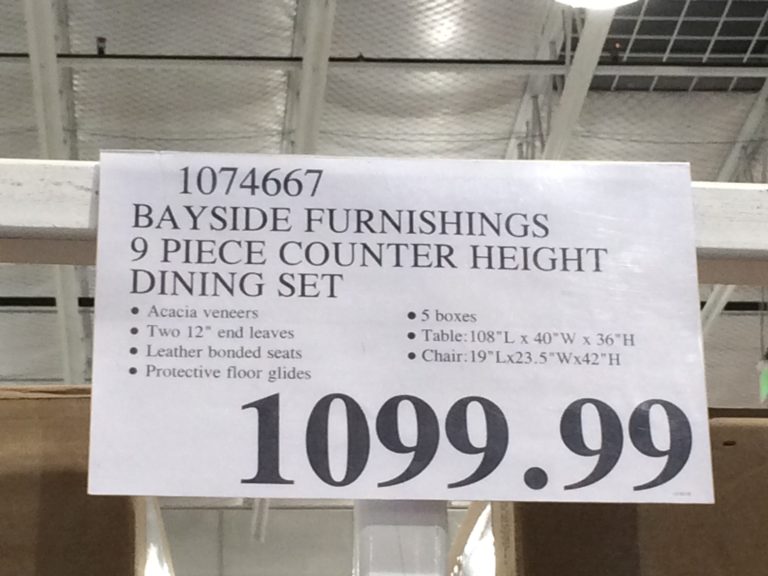 1074667
BAYSIDE FURNISHINGS
9 PIECE COUNTER HEIGHT
DINING SET
• Acacia veneers
• Two 12" end leaves
• Leather bonded seats
• Protective floor glides
• 5 boxes
• Table:108"L x 40"W x 36"H
• Chair:19"Lx23.5"Wx42"H
1099.99